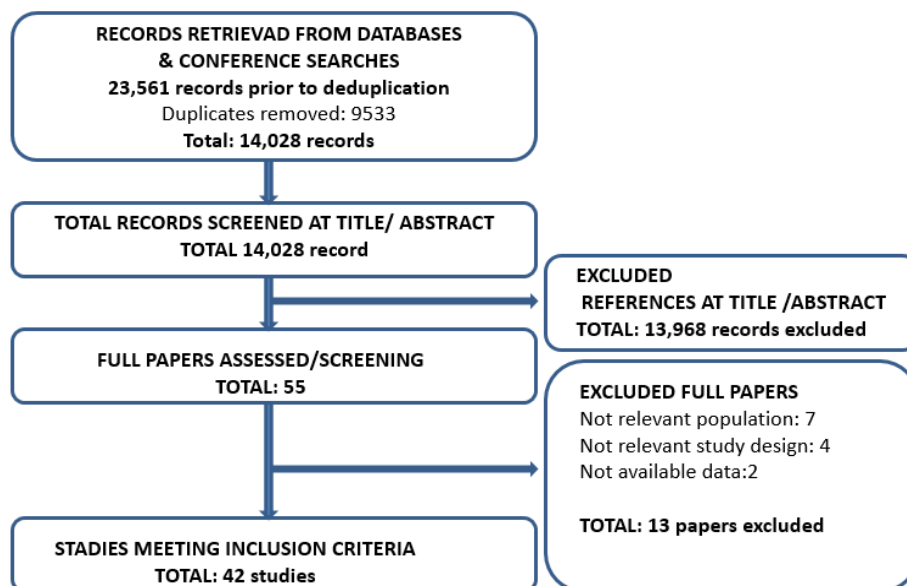 RECORDS RETRIEVAD FROM DATABASES
& CONFERENCE SEARCHES
23,561 records prior to deduplication
Duplicates removed: 9533
Total: 14,028 records
TOTAL RECORDS SCREENED AT TITLE/ ABSTRACT
TOTAL 14,028 record
EXCLUDED
REFERENCES AT TITLE /ABSTRACT
TOTAL: 13,968 records excluded
FULL PAPERS ASSESSED/SCREENING
TOTAL: 55
EXCLUDED FULL PAPERS
Not relevant population: 7
Not relevant study design: 4
Not available data:2
TOTAL: 13 papers excluded
STADIES MEETING INCLUSION CRITERIA
TOTAL: 42 studies